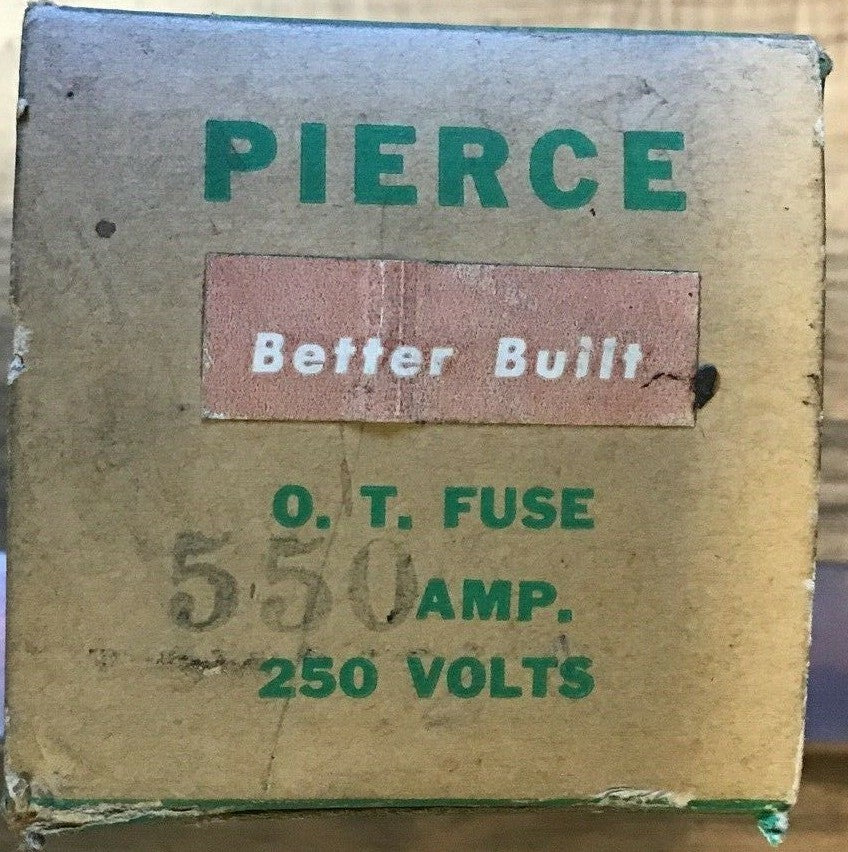 PIERCE
Better Built
O. T. FUSE
550 AMP.
250 VOLTS